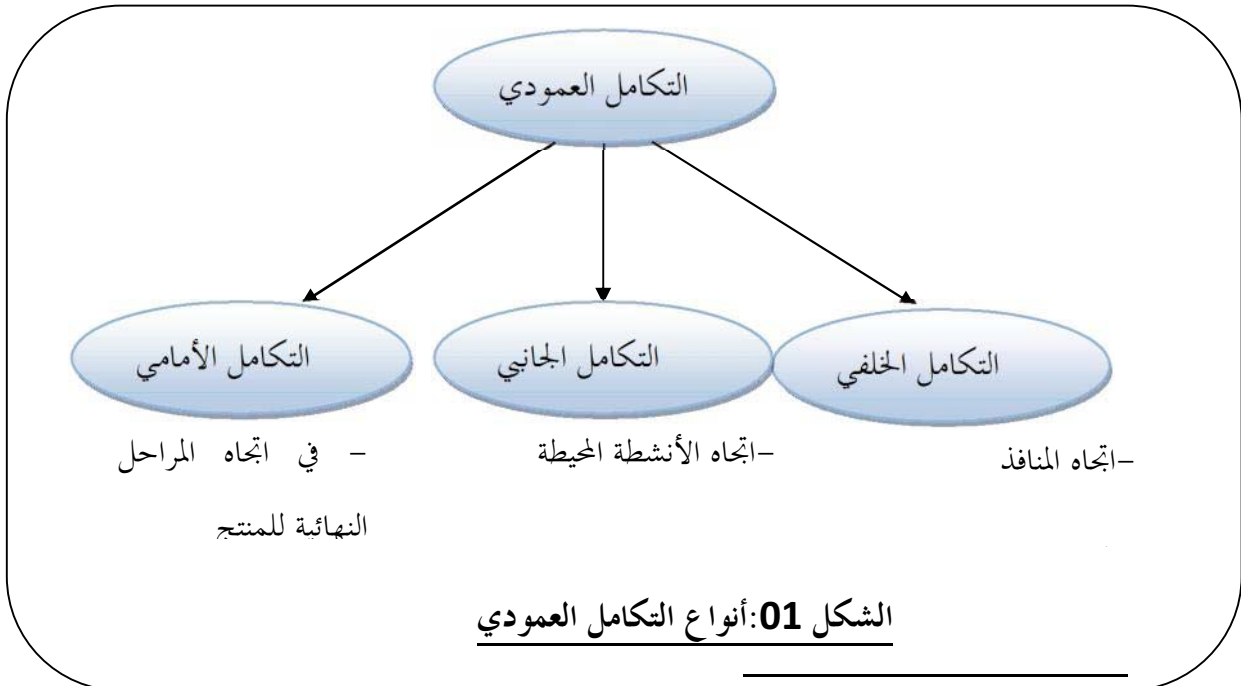 التكامل العمودي
التكامل الخلفي
التكامل الجانبي
التكامل الأمامي
–اتجاه المنافذ
–اتجاه الأنشطة المحيطة
– في اتجاه المراحل
النهائية للمنتج
الشكل 01:أنواع التكامل العمودي